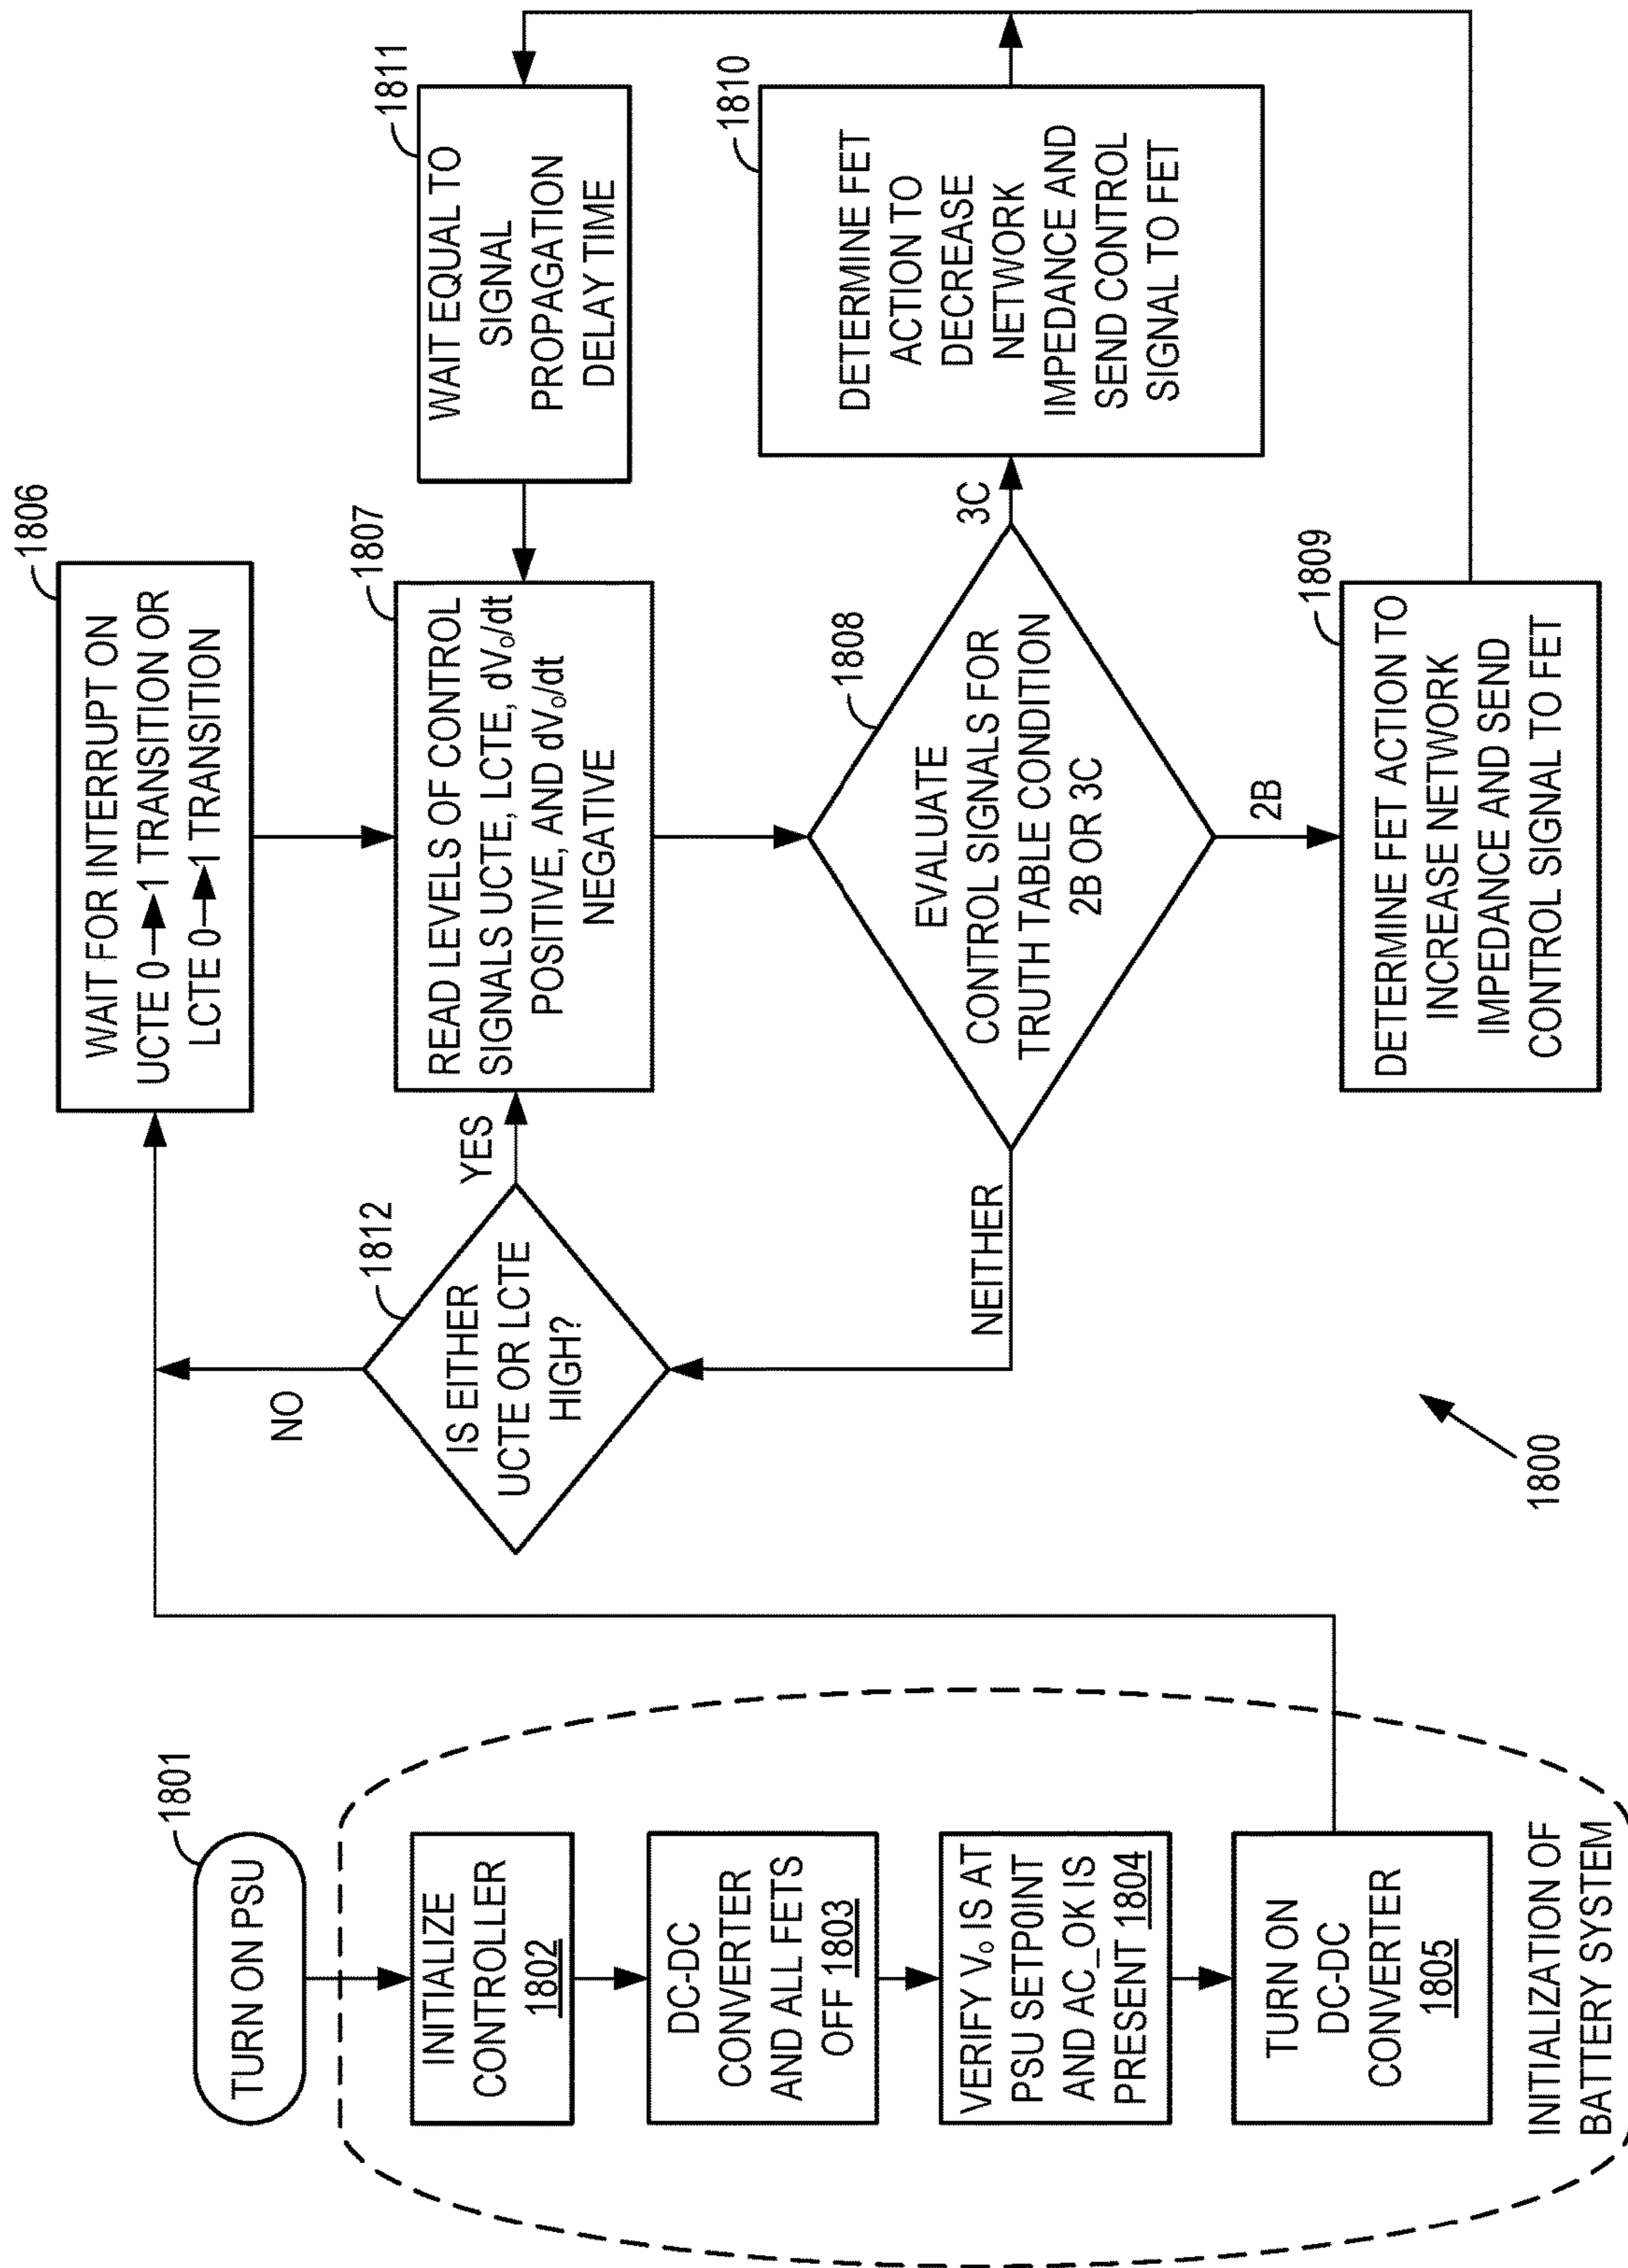 1801
TURN ON PSU
INITIALIZE
CONTROLLER
1802
DC-DC
CONVERTER
AND ALL FETS
OFF 1803
VERIFY Vo IS AT
PSU SETPOINT
AND AC_OK IS
PRESENT 1804
TURN ON
DC-DC
CONVERTER
1805
INITIALIZATION OF
BATTERY SYSTEM
1806
WAIT FOR INTERRUPT ON
UCTE 0→1 TRANSITION OR
LCTE 0→1 TRANSITION
1807
READ LEVELS OF CONTROL
SIGNALS UCTE, LCTE, dVo/dt
POSITIVE, AND dVo/dt
NEGATIVE
1808
EVALUATE
CONTROL SIGNALS FOR
TRUTH TABLE CONDITION
2B OR 3C
2B
3C
NEITHER
1809
DETERMINE FET ACTION TO
INCREASE NETWORK
IMPEDANCE AND SEND
CONTROL SIGNAL TO FET
1810
DETERMINE FET
ACTION TO
DECREASE
NETWORK
IMPEDANCE AND
SEND CONTROL
SIGNAL TO FET
1811
WAIT EQUAL TO
SIGNAL
PROPAGATION
DELAY TIME
1812
IS EITHER
UCTE OR LCTE
HIGH?
YES
NO
1800